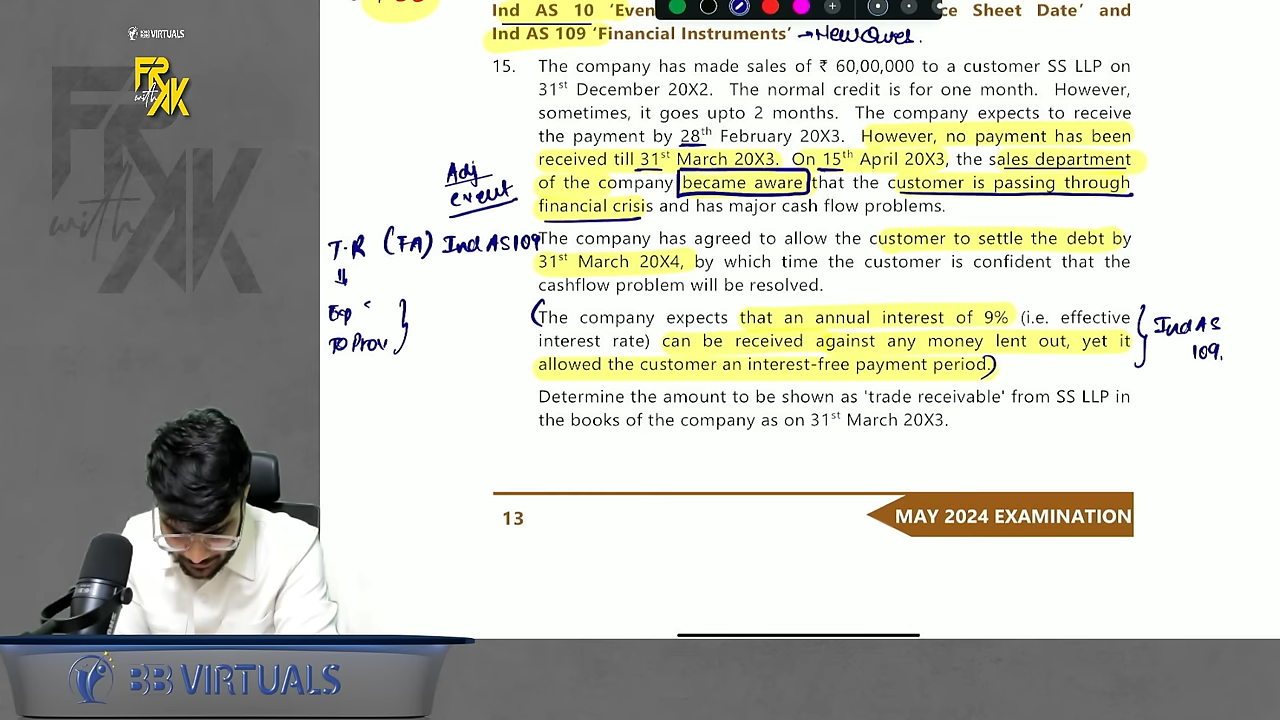 Ind AS 10 'Even ce Sheet Date' and
Ind AS 109 'Financial Instruments' → New Ques.
BB VIRTUALS
FR
with
AK
15. The company has made sales of ₹ 60,00,000 to a customer SS LLP on
31st December 20X2. The normal credit is for one month. However,
sometimes, it goes upto 2 months. The company expects to receive
the payment by 28th February 20X3. However, no payment has been
received till 31st March 20X3. On 15th April 20X3, the sales department
of the company became aware that the customer is passing through
financial crisis and has major cash flow problems.
Adj
event
The company has agreed to allow the customer to settle the debt by
31st March 20X4, by which time the customer is confident that the
cashflow problem will be resolved.
T.R (FA) Ind AS 109
The company expects that an annual interest of 9% (i.e. effective
interest rate) can be received against any money lent out, yet it
allowed the customer an interest-free payment period.
Ind AS
109.
Determine the amount to be shown as 'trade receivable' from SS LLP in
the books of the company as on 31st March 20X3.
13
MAY 2024 EXAMINATION
BB VIRTUALS